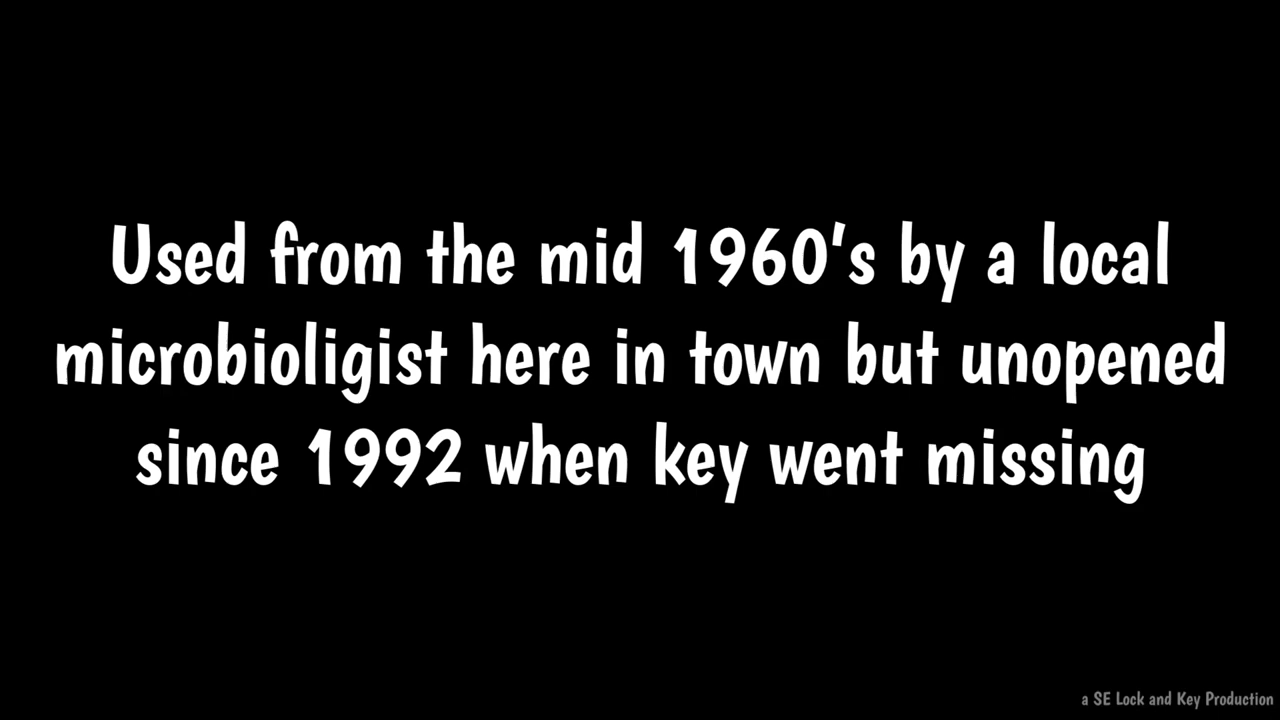 Used from the mid 1960's by a local
microbioligist here in town but unopened
since 1992 when key went missing
a SE Lock and Key Production